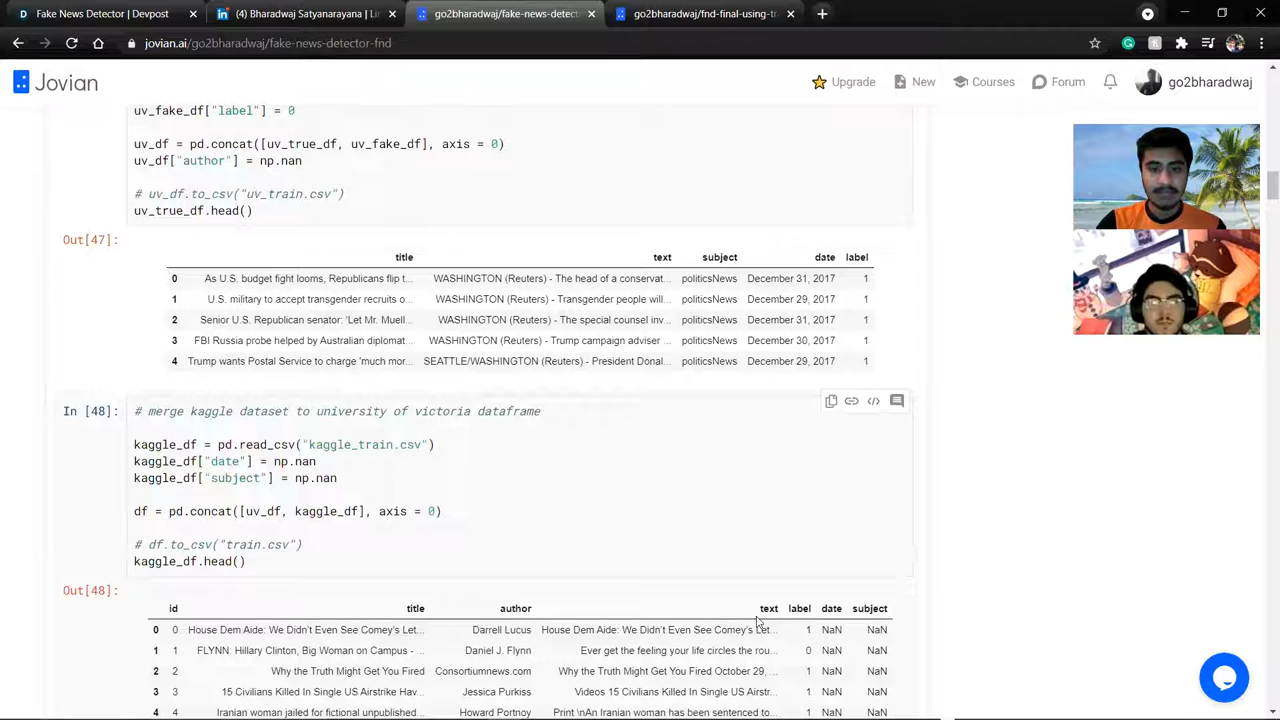 Fake News Detector | Devpost
(4) Bharadwaj Satyanarayana | Li
go2bharadwaj/fake-news-detect
go2bharadwaj/fnd-final-using-tr
jovian.ai/go2bharadwaj/fake-news-detector-fnd
Jovian
Upgrade
New
Courses
Forum
go2bharadwaj
uv_fake_df["label"] = 0
uv_df = pd.concat([uv_true_df, uv_fake_df], axis = 0)
uv_df["author"] = np.nan
# uv_df.to_csv("uv_train.csv")
uv_true_df.head()
Out[47]:
title text subject date label
0 As U.S. budget fight looms, Republicans flip t... WASHINGTON (Reuters) - The head of a conservat... politicsNews December 31, 2017 1
1 U.S. military to accept transgender recruits o... WASHINGTON (Reuters) - Transgender people will... politicsNews December 29, 2017 1
2 Senior U.S. Republican senator: 'Let Mr. Muell... WASHINGTON (Reuters) - The special counsel inv... politicsNews December 31, 2017 1
3 FBI Russia probe helped by Australian diplomat... WASHINGTON (Reuters) - Trump campaign adviser ... politicsNews December 30, 2017 1
4 Trump wants Postal Service to charge 'much mor... SEATTLE/WASHINGTON (Reuters) - President Donal... politicsNews December 29, 2017 1
In [48]:
# merge kaggle dataset to university of victoria dataframe
kaggle_df = pd.read_csv("kaggle_train.csv")
kaggle_df["date"] = np.nan
kaggle_df["subject"] = np.nan
df = pd.concat([uv_df, kaggle_df], axis = 0)
# df.to_csv("train.csv")
kaggle_df.head()
Out[48]:
id title author text label date subject
0 0 House Dem Aide: We Didn't Even See Comey's Let... Darrell Lucus House Dem Aide: We Didn't Even See Comey's Let... 1 NaN NaN
1 1 FLYNN: Hillary Clinton, Big Woman on Campus - ... Daniel J. Flynn Ever get the feeling your life circles the rou... 0 NaN NaN
2 2 Why the Truth Might Get You Fired Consortiumnews.com Why the Truth Might Get You Fired October 29, ... 1 NaN NaN
3 3 15 Civilians Killed In Single US Airstrike Hav... Jessica Purkiss Videos 15 Civilians Killed In Single US Airstr... 1 NaN NaN
4 4 Iranian woman jailed for fictional unpublished... Howard Portnoy Print \nAn Iranian woman has been sentenced to... 1 NaN NaN